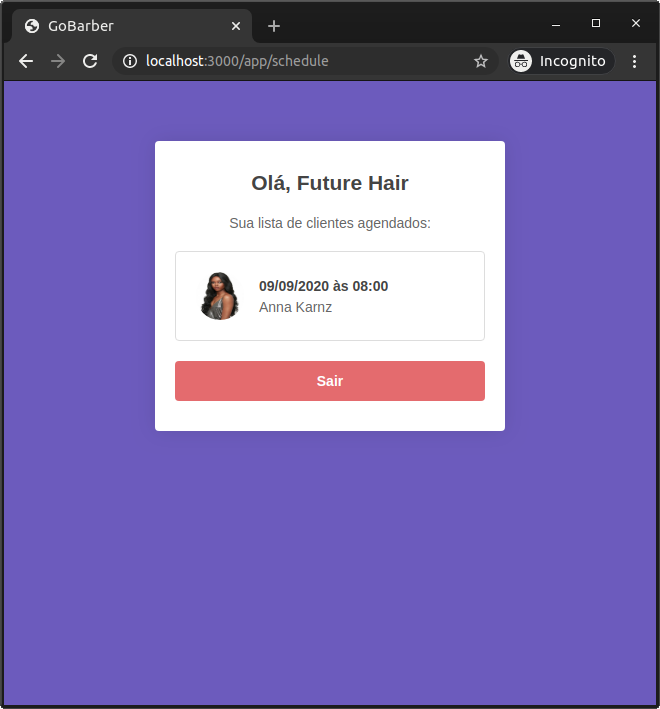 GoBarber
localhost:3000/app/schedule
Incognito
Olá, Future Hair
Sua lista de clientes agendados:
09/09/2020 às 08:00
Anna Karnz
Sair